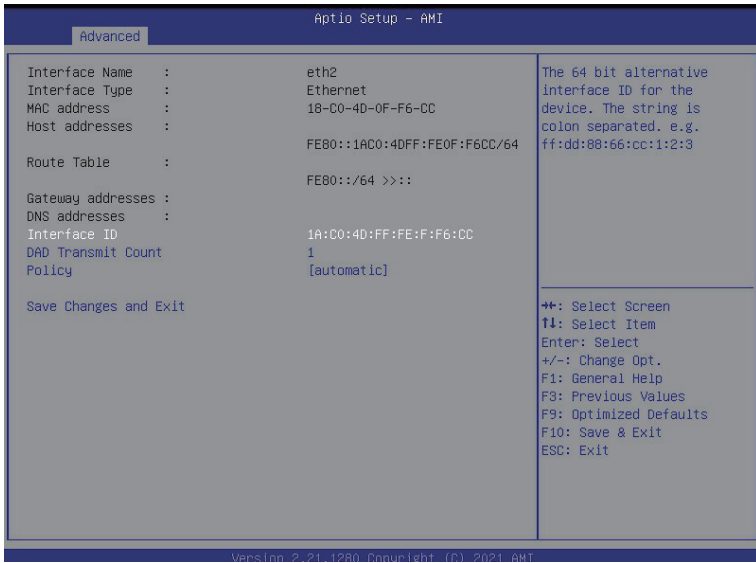 Aptio Setup – AMI
Advanced
Interface Name : eth2
Interface Type : Ethernet
MAC address : 18-C0-4D-0F-F6-CC
Host addresses :
FE80::1AC0:4DFF:FE0F:F6CC/64
Route Table :
FE80::/64 >>::
Gateway addresses :
DNS addresses :
Interface ID 1A:C0:4D:FF:FE:F:F6:CC
DAD Transmit Count 1
Policy [automatic]
Save Changes and Exit
The 64 bit alternative
interface ID for the
device. The string is
colon separated. e.g.
ff:dd:88:66:cc:1:2:3
→←: Select Screen
↑↓: Select Item
Enter: Select
+/-: Change Opt.
F1: General Help
F3: Previous Values
F9: Optimized Defaults
F10: Save & Exit
ESC: Exit
Version 2.21.1280 Copyright (C) 2021 AMI